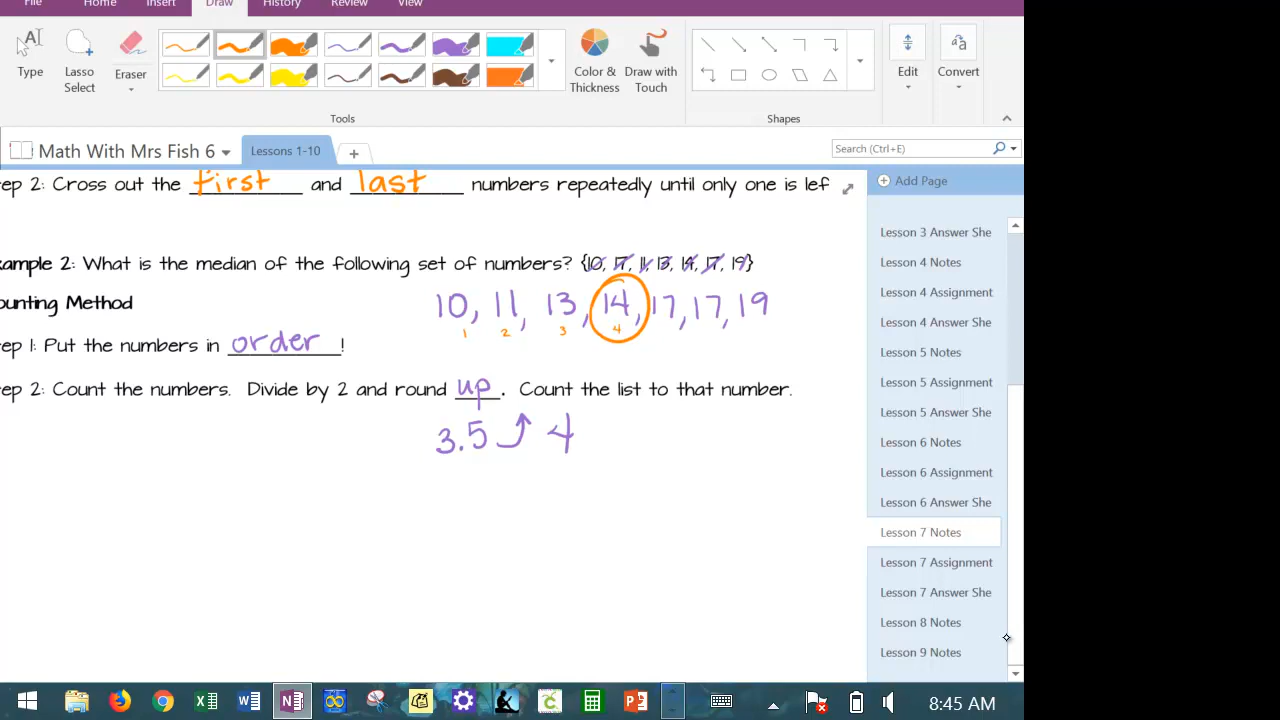 File Home Insert Draw History Review View
Type
Lasso Select
Eraser
Color & Thickness
Draw with Touch
Edit
Convert
Tools
Shapes
Math With Mrs Fish 6
Lessons 1-10
+
Search (Ctrl+E)
Add Page
ep 2: Cross out the first and last numbers repeatedly until only one is lef
ample 2: What is the median of the following set of numbers? {10, 17, 11, 13, 14, 17, 19}
ounting Method
10, 11, 13, 14, 17, 17, 19
1 2 3 4
ep 1: Put the numbers in order!
ep 2: Count the numbers. Divide by 2 and round up. Count the list to that number.
3.5 4
Lesson 3 Answer She
Lesson 4 Notes
Lesson 4 Assignment
Lesson 4 Answer She
Lesson 5 Notes
Lesson 5 Assignment
Lesson 5 Answer She
Lesson 6 Notes
Lesson 6 Assignment
Lesson 6 Answer She
Lesson 7 Notes
Lesson 7 Assignment
Lesson 7 Answer She
Lesson 8 Notes
Lesson 9 Notes
8:45 AM